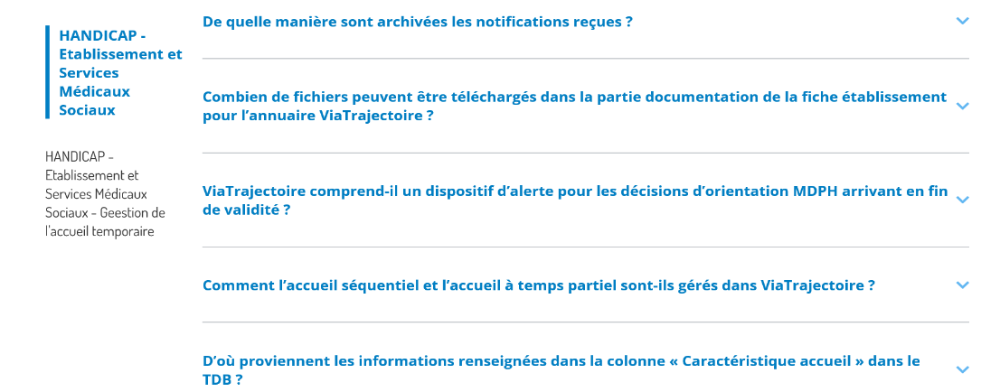 HANDICAP -
Etablissement et
Services
Médicaux
Sociaux
HANDICAP –
Etablissement et
Services Médicaux
Sociaux – Geestion de
l'accueil temporaire
De quelle manière sont archivées les notifications reçues ?
Combien de fichiers peuvent être téléchargés dans la partie documentation de la fiche établissement
pour l’annuaire ViaTrajectoire ?
ViaTrajectoire comprend-il un dispositif d’alerte pour les décisions d’orientation MDPH arrivant en fin
de validité ?
Comment l’accueil séquentiel et l’accueil à temps partiel sont-ils gérés dans ViaTrajectoire ?
D’où proviennent les informations renseignées dans la colonne « Caractéristique accueil » dans le
TDB ?